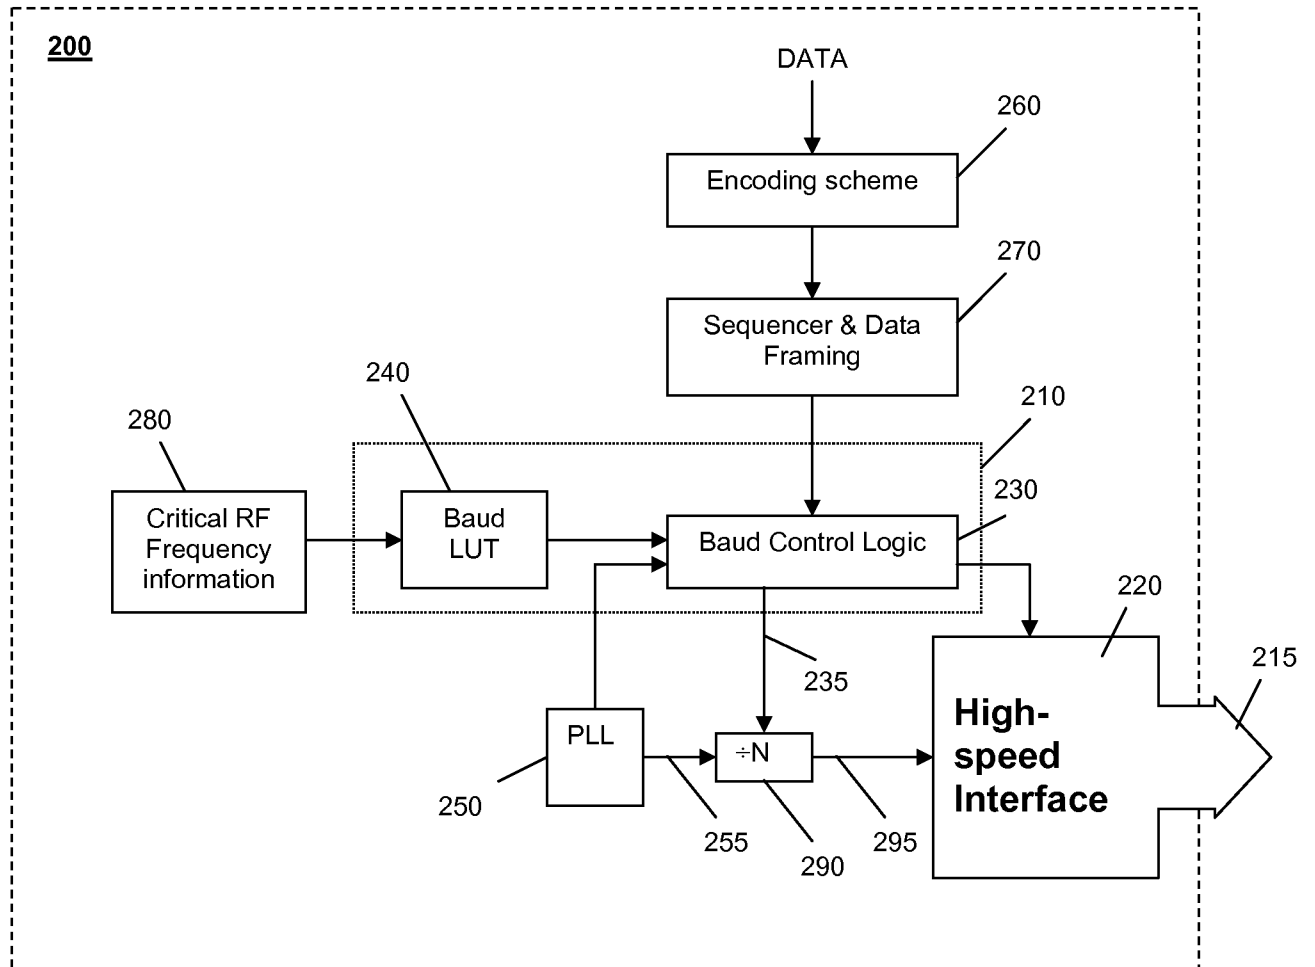 200
DATA
260
Encoding scheme
270
Sequencer & Data
Framing
240
210
280
230
Critical RF
Frequency
information
Baud
LUT
Baud Control Logic
220
215
235
PLL
÷N
High-
speed
Interface
250
255
290
295